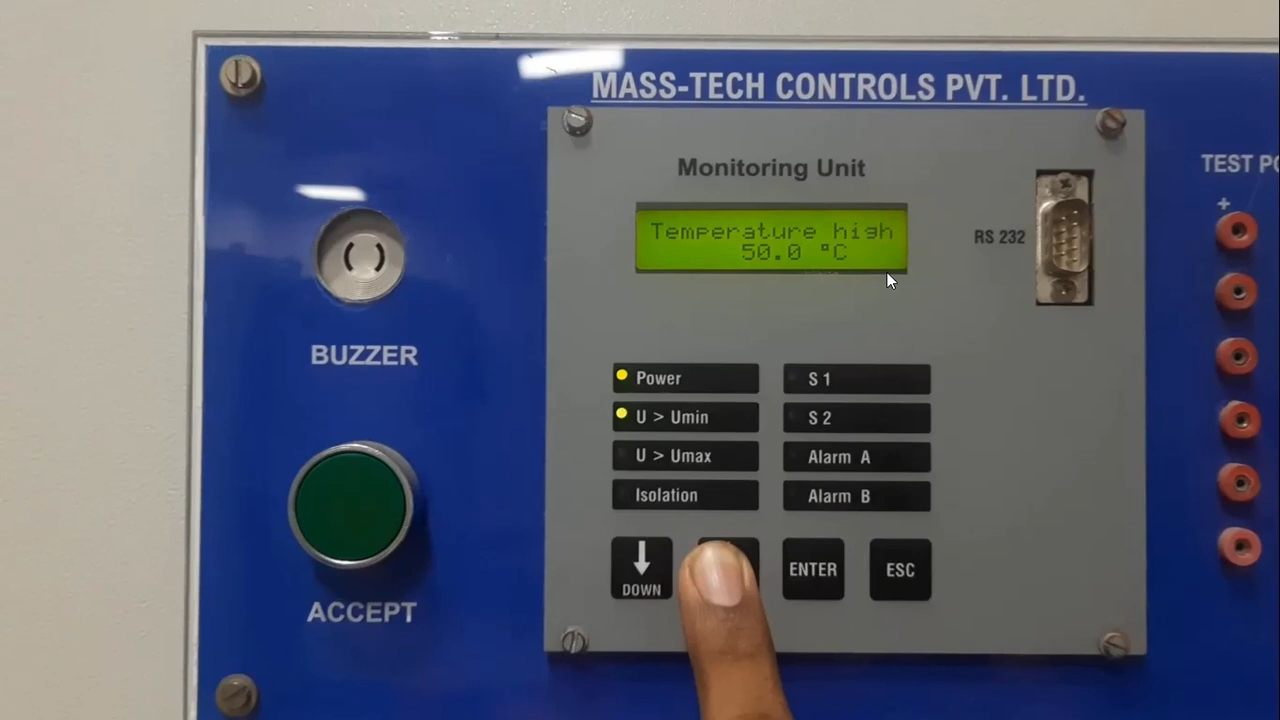 MASS-TECH CONTROLS PVT. LTD.
Monitoring Unit
TEST
+
Temperature high
50.0 °C
RS 232
BUZZER
Power
S 1
U > Umin
S 2
U > Umax
Alarm A
Isolation
Alarm B
DOWN
ENTER
ESC
ACCEPT